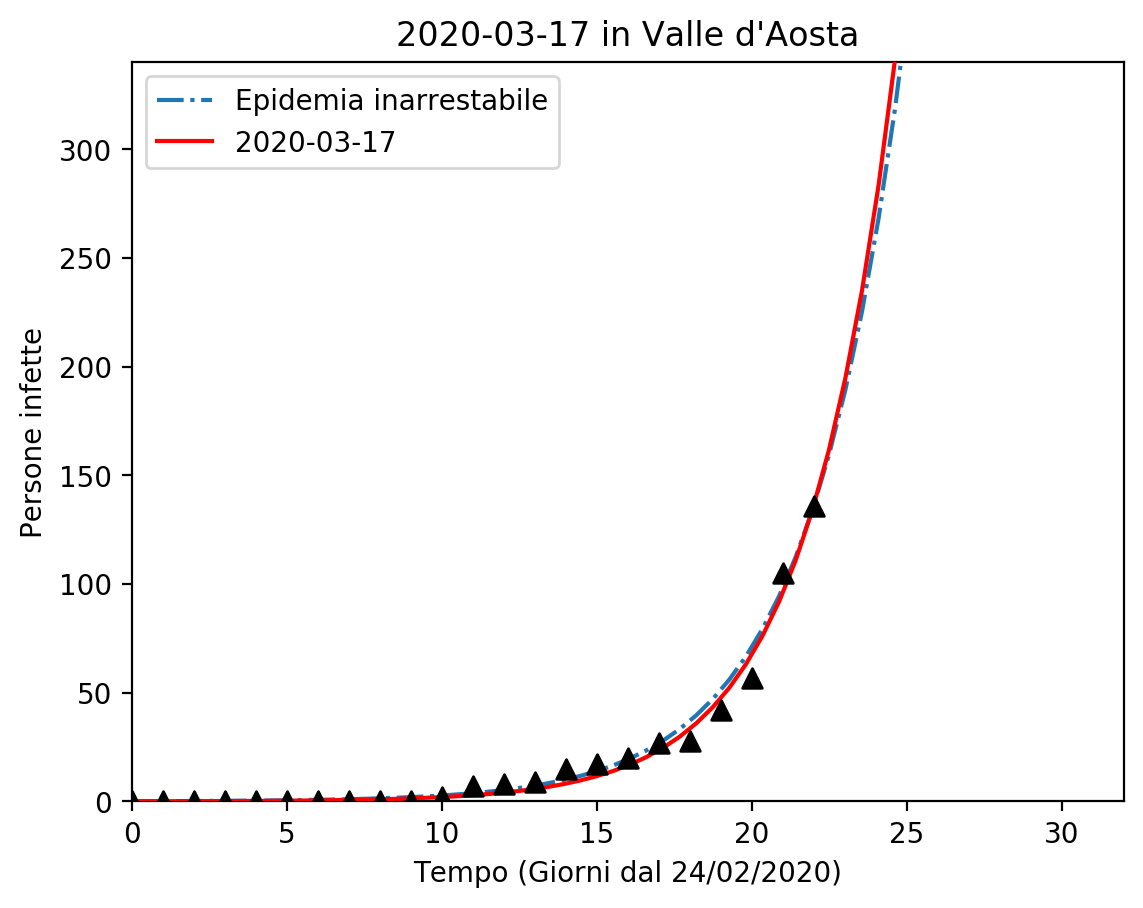 2020-03-17 in Valle d'Aosta
Epidemia inarrestabile
2020-03-17
300
250
200
150
100
50
0
Persone infette
0 5 10 15 20 25 30
Tempo (Giorni dal 24/02/2020)